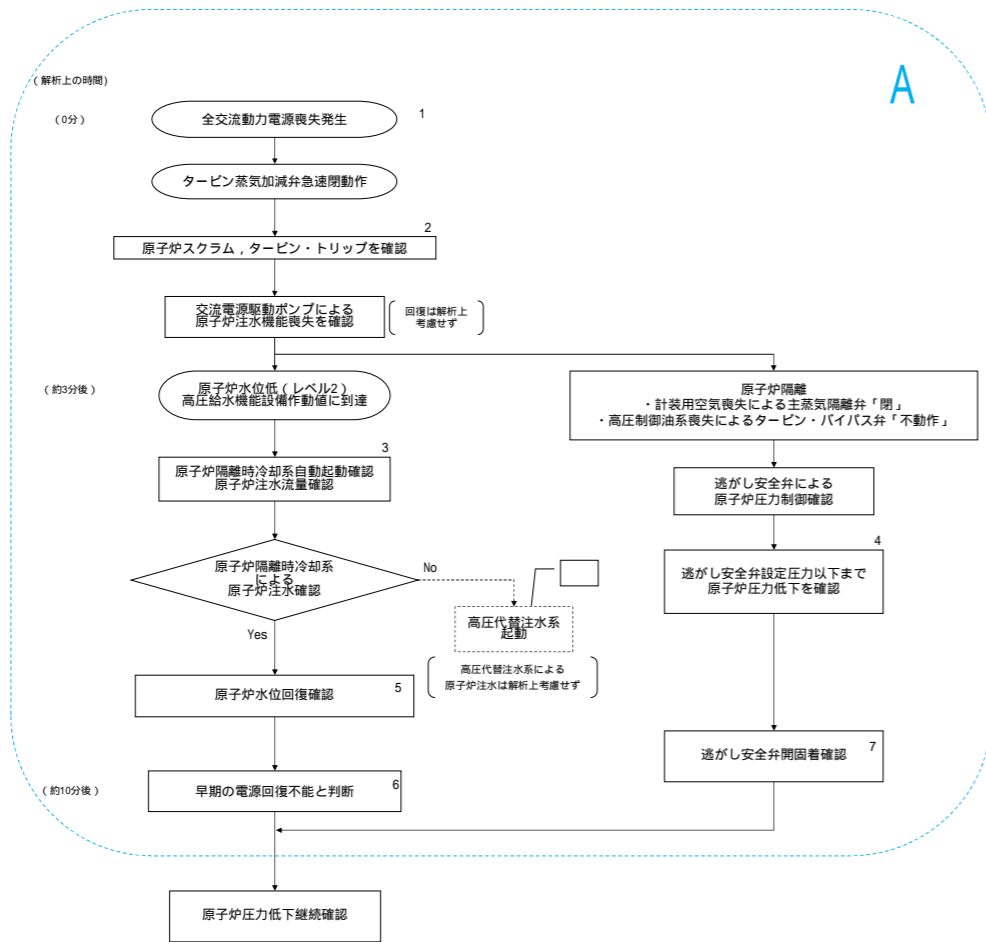 (解析上の時間)
A
(0分)
全交流動力電源喪失発生
1
タービン蒸気加減弁急速閉動作
2
原子炉スクラム,タービン・トリップを確認
交流電源駆動ポンプによる
原子炉注水機能喪失を確認
回復は解析上
考慮せず
(約3分後)
原子炉水位低(レベル2)
高圧給水機能設備作動値に到達
原子炉隔離
・計装用空気喪失による主蒸気隔離弁「閉」
・高圧制御油系喪失によるタービン・バイパス弁「不動作」
3
原子炉隔離時冷却系自動起動確認
原子炉注水流量確認
逃がし安全弁による
原子炉圧力制御確認
4
原子炉隔離時冷却系
による
原子炉注水確認
No
Yes
逃がし安全弁設定圧力以下まで
原子炉圧力低下を確認
高圧代替注水系
起動
高圧代替注水系による
原子炉注水は解析上考慮せず
5
原子炉水位回復確認
7
逃がし安全弁開固着確認
(約10分後)
6
早期の電源回復不能と判断
原子炉圧力低下継続確認